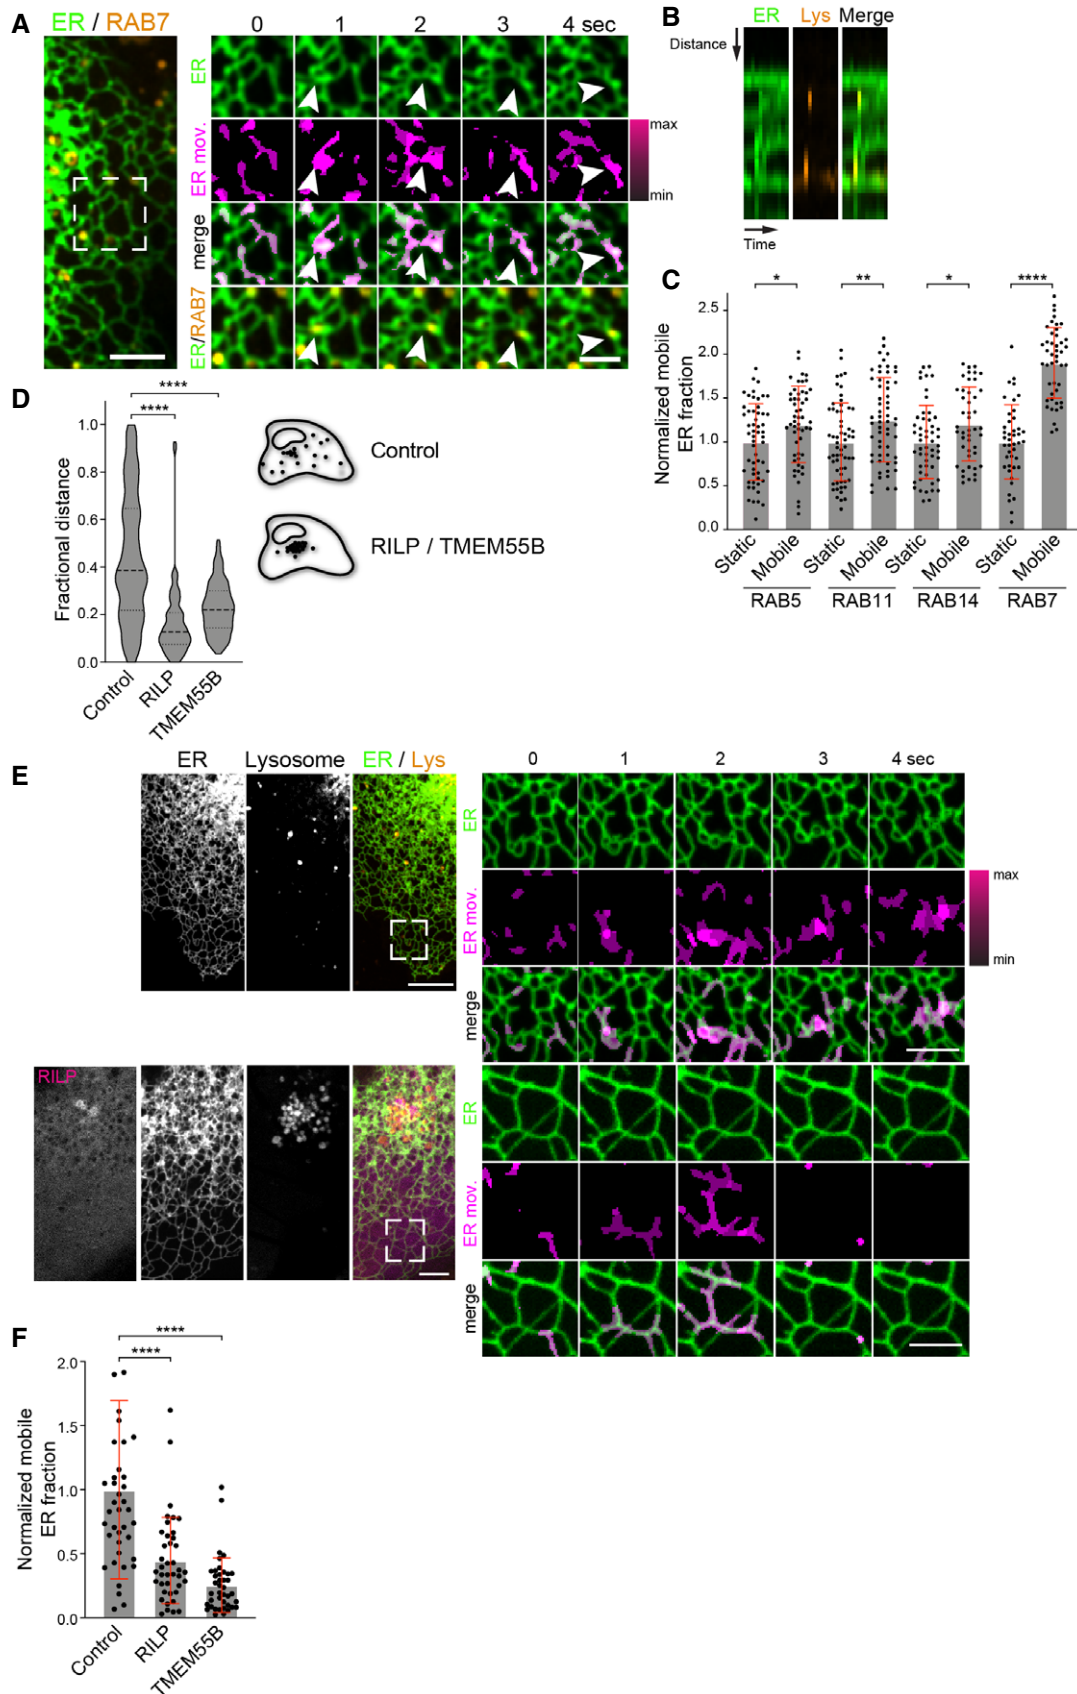 A
ER / RAB7
0 1 2 3 4 sec
ER
ER mov.
merge
ER/RAB7
max
min
B
ER Lys Merge
Distance
Time
C
* ** * ****
Normalized mobile
ER fraction
2.5
2.0
1.5
1.0
0.5
0.0
Static Mobile Static Mobile Static Mobile Static Mobile
RAB5 RAB11 RAB14 RAB7
D
****
****
Fractional distance
1.0
0.8
0.6
0.4
0.2
0.0
Control RILP TMEM55B
Control
RILP / TMEM55B
E
ER Lysosome ER / Lys
0 1 2 3 4 sec
ER
ER mov.
merge
max
min
RILP
ER
ER mov.
merge
F
****
****
Normalized mobile
ER fraction
2.0
1.5
1.0
0.5
0.0
Control RILP TMEM55B